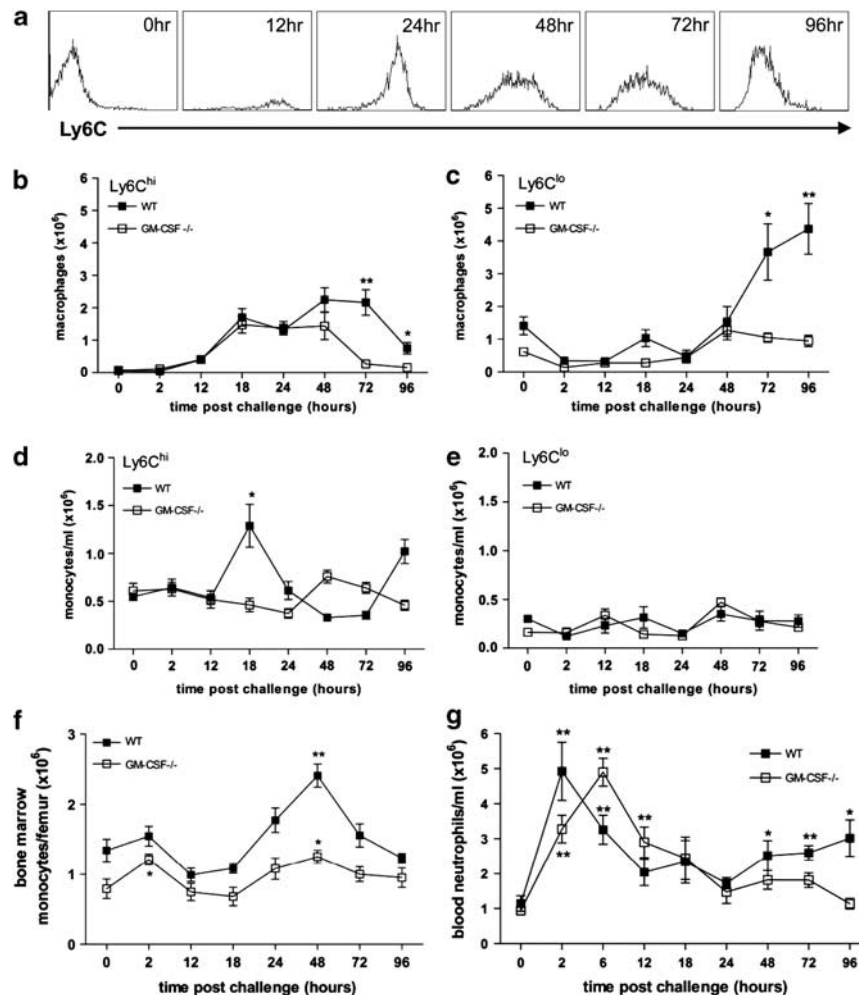 a
0hr 12hr 24hr 48hr 72hr 96hr
Ly6C
b
Ly6Chi
WT
GM-CSF -/-
macrophages (x10⁶)
6
5
4
3
2
1
0
** *
0 2 12 18 24 48 72 96
time post challenge (hours)
c
Ly6Clo
WT
GM-CSF -/-
macrophages (x10⁶)
6
5
4
3
2
1
0
* **
0 2 12 18 24 48 72 96
time post challenge (hours)
d
Ly6Chi
WT
GM-CSF-/-
monocytes/ml (x10⁶)
2.0
1.5
1.0
0.5
0.0
*
0 2 12 18 24 48 72 96
time post challenge (hours)
e
Ly6Clo
WT
GM-CSF-/-
monocytes/ml (x10⁶)
2.0
1.5
1.0
0.5
0.0
0 2 12 18 24 48 72 96
time post challenge (hours)
f
WT
GM-CSF-/-
bone marrow
monocytes/femur (x10⁶)
3
2
1
0
**
* *
0 2 12 18 24 48 72 96
time post challenge (hours)
g
WT
GM-CSF-/-
blood neutrophils/ml (x10⁶)
6
5
4
3
2
1
0
** **
** ** * ** *
**
0 2 6 12 18 24 48 72 96
time post challenge (hours)